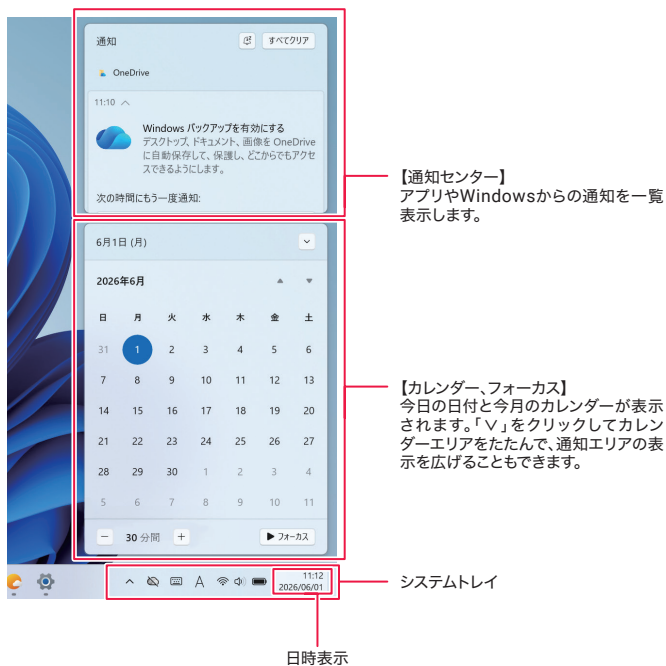 通知
すべてクリア
OneDrive
11:10
Windows バックアップを有効にする
デスクトップ、ドキュメント、画像を OneDrive
に自動保存して、保護し、どこからでもアクセ
スできるようにします。
次の時間にもう一度通知:
【通知センター】
アプリやWindowsからの通知を一覧
表示します。
6月1日 (月)
2026年6月
日 月 火 水 木 金 土
31 1 2 3 4 5 6
7 8 9 10 11 12 13
14 15 16 17 18 19 20
21 22 23 24 25 26 27
28 29 30 1 2 3 4
5 6 7 8 9 10 11
30 分間
フォーカス
【カレンダー、フォーカス】
今日の日付と今月のカレンダーが表示
されます。「∨」をクリックしてカレン
ダーエリアをたたんで、通知エリアの表
示を広げることもできます。
A
11:12
2026/06/01
システムトレイ
日時表示